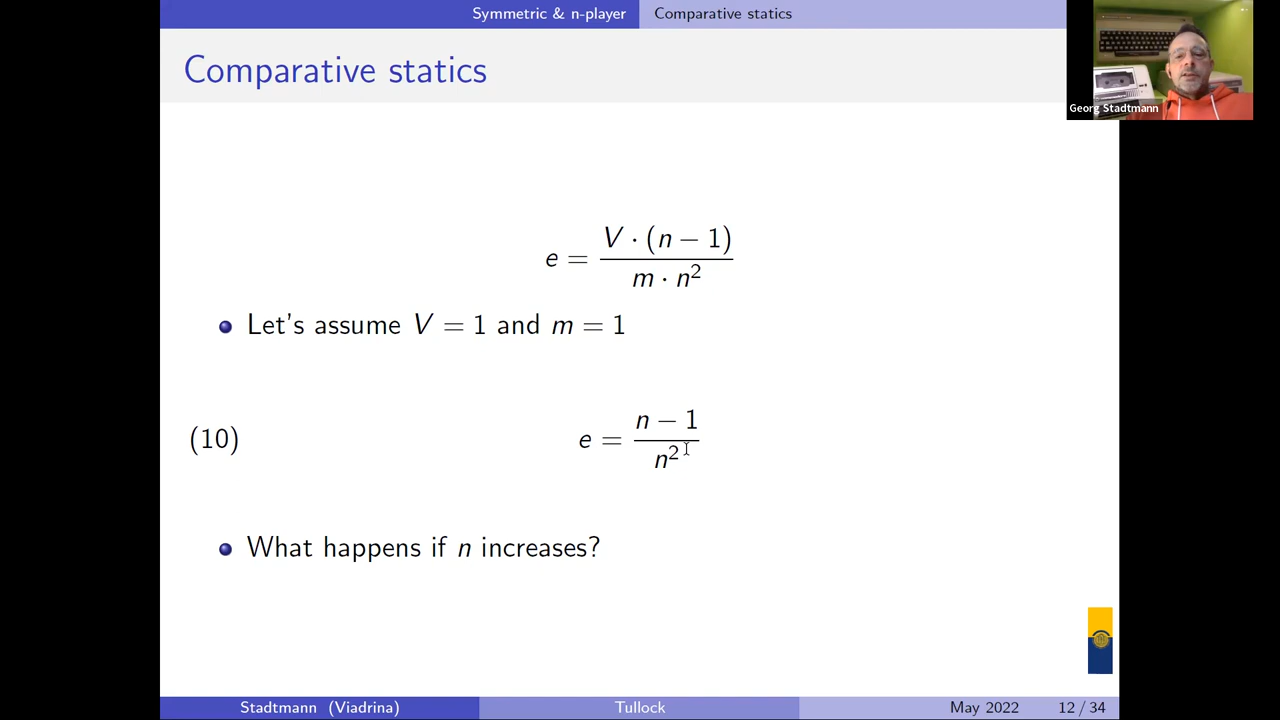 Symmetric & n-player Comparative statics
Comparative statics
Georg Stadtmann
e = V · (n − 1) / m · n²
Let's assume V = 1 and m = 1
(10) e = n − 1 / n²
What happens if n increases?
Stadtmann (Viadrina) Tullock May 2022 12 / 34